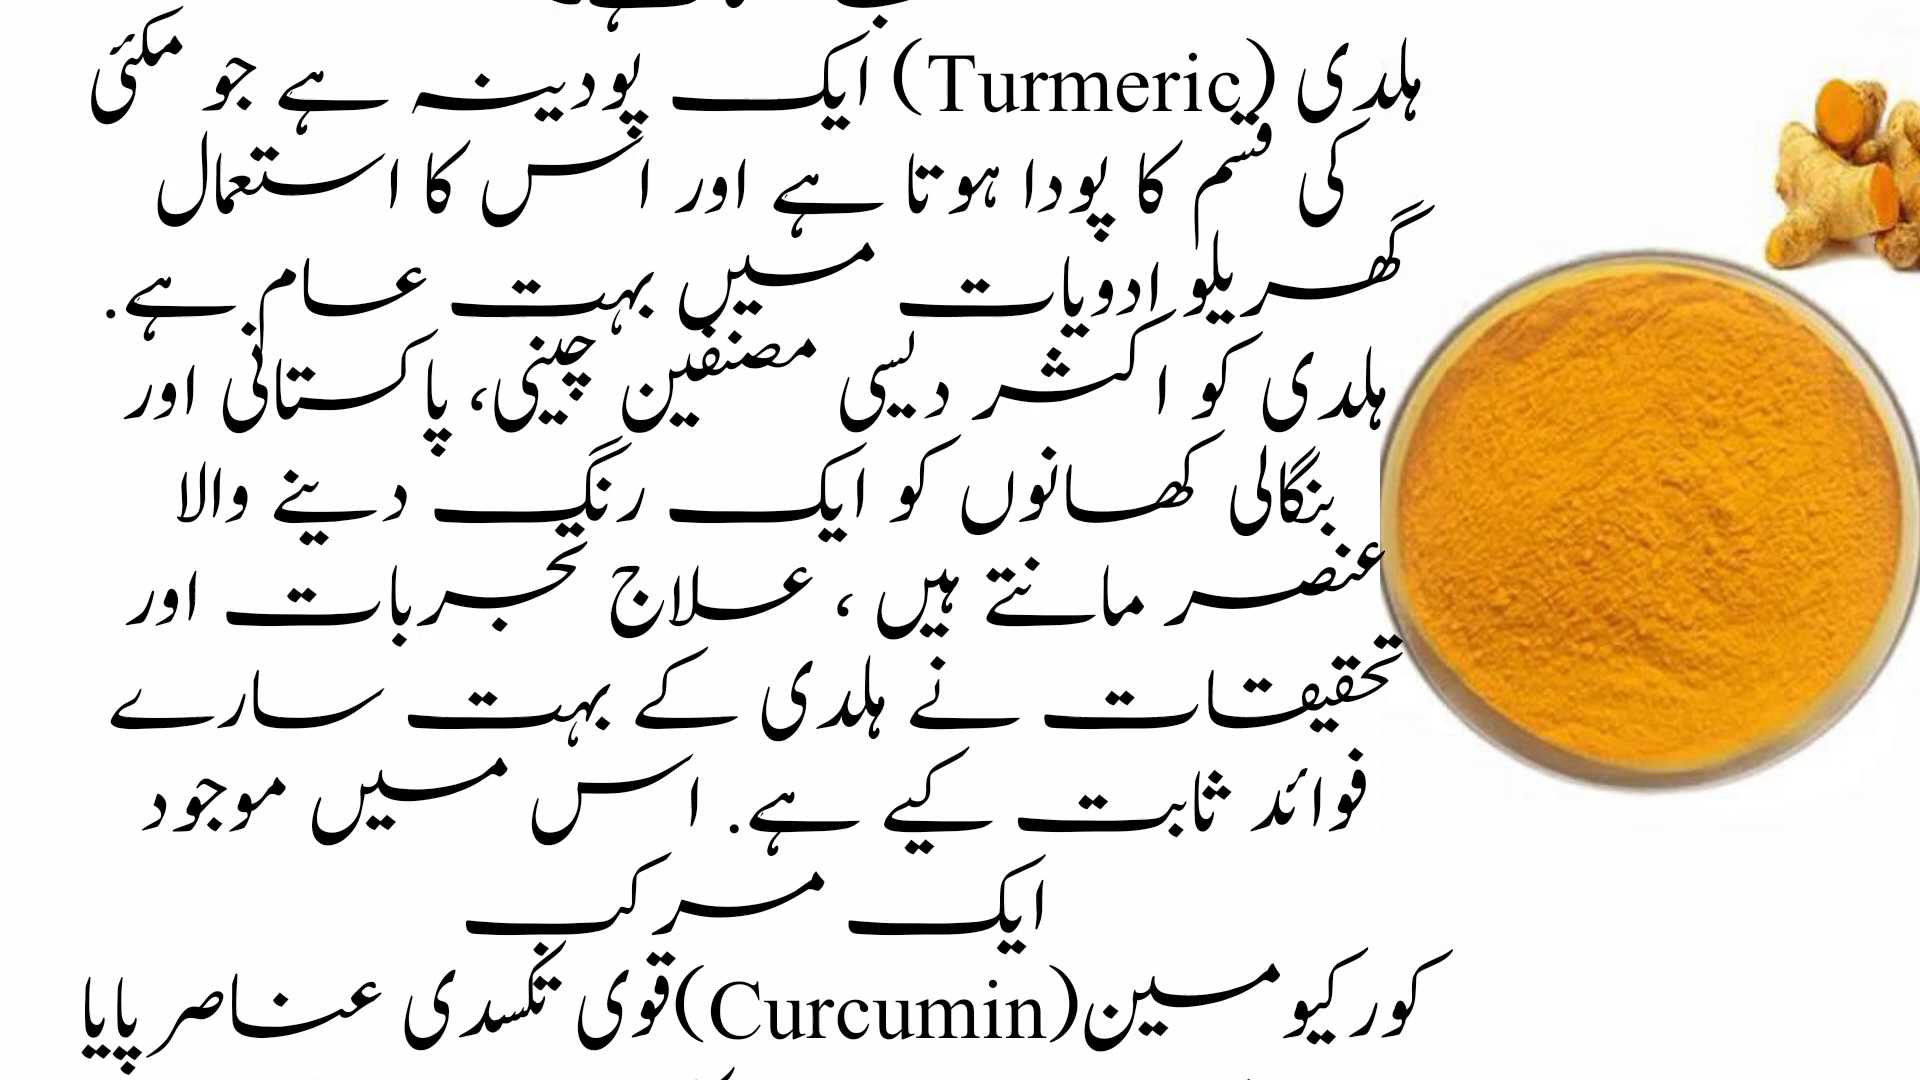 ہلدی (Turmeric) ایک پودینہ ہے جو مکئی
کی قسم کا پودا ہوتا ہے اور اس کا استعمال
گھریلو ادویات میں بہت عام ہے.
ہلدی کو اکثر دیسی مصنفین چینی، پاکستانی اور
بنگالی کھانوں کو ایک رنگ دینے والا
عنصر مانتے ہیں ، علاج تجربات اور
تحقیقات نے ہلدی کے بہت سارے
فوائد ثابت کیے ہے. اس میں موجود
ایک مرکب
کورکیومین(Curcumin)قوی تکسدی عناصر پایا